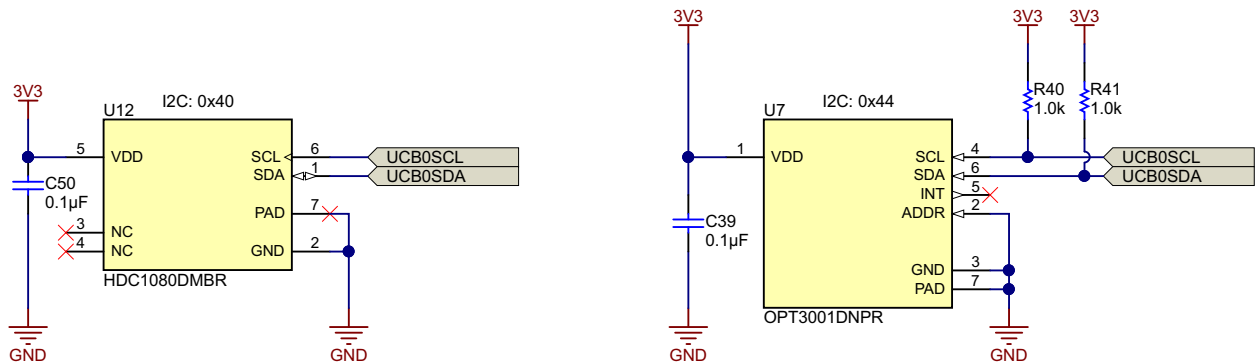 3V3
U12
I2C: 0x40
5
VDD
SCL
6
UCB0SCL
SDA
1
UCB0SDA
C50
0.1µF
PAD
7
3
NC
4
NC
GND
2
HDC1080DMBR
GND
GND
3V3
3V3
3V3
R40
1.0k
R41
1.0k
U7
I2C: 0x44
1
VDD
SCL
4
UCB0SCL
SDA
6
UCB0SDA
INT
5
ADDR
2
C39
0.1µF
GND
3
PAD
7
OPT3001DNPR
GND
GND